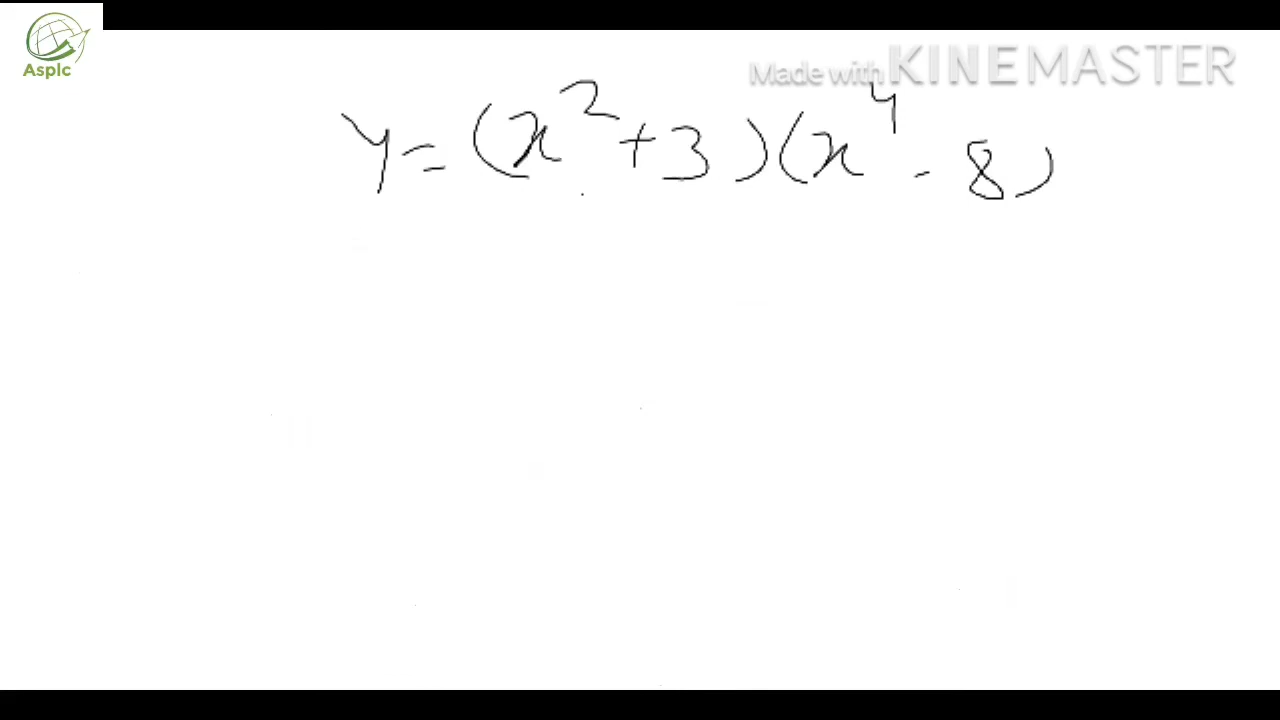 Asplc
Made with KINEMASTER
y = (x² + 3)(x⁴ - 8)